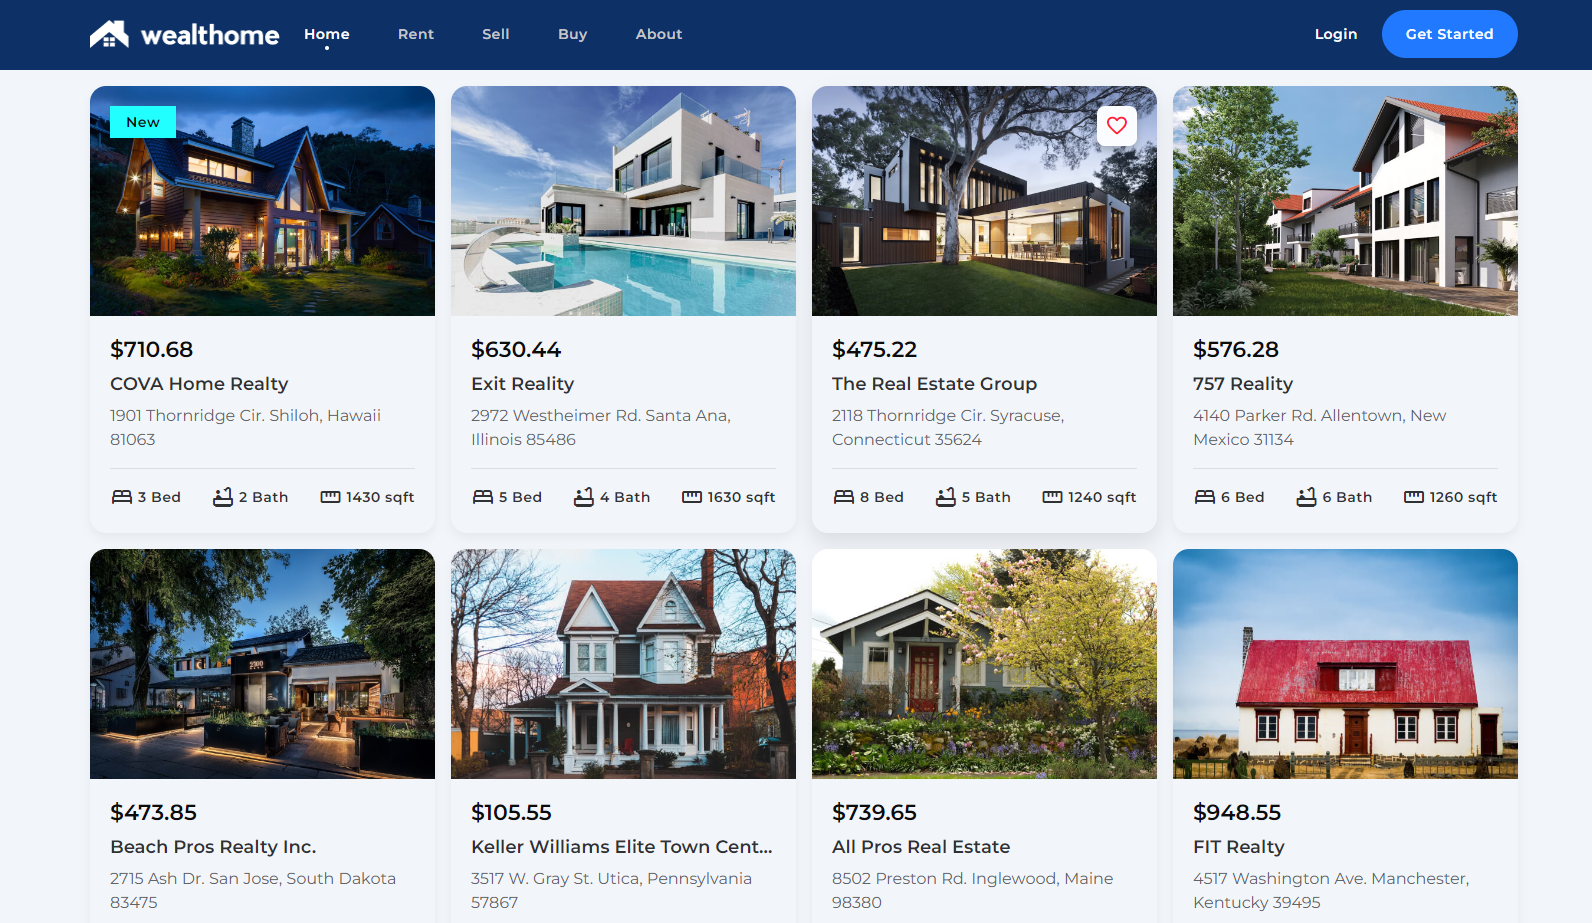 wealthome
Home
Rent
Sell
Buy
About
Login
Get Started
New
$710.68
COVA Home Realty
1901 Thornridge Cir. Shiloh, Hawaii
81063
3 Bed
2 Bath
1430 sqft
$630.44
Exit Reality
2972 Westheimer Rd. Santa Ana,
Illinois 85486
5 Bed
4 Bath
1630 sqft
$475.22
The Real Estate Group
2118 Thornridge Cir. Syracuse,
Connecticut 35624
8 Bed
5 Bath
1240 sqft
$576.28
757 Reality
4140 Parker Rd. Allentown, New
Mexico 31134
6 Bed
6 Bath
1260 sqft
$473.85
Beach Pros Realty Inc.
2715 Ash Dr. San Jose, South Dakota
83475
$105.55
Keller Williams Elite Town Cent...
3517 W. Gray St. Utica, Pennsylvania
57867
$739.65
All Pros Real Estate
8502 Preston Rd. Inglewood, Maine
98380
$948.55
FIT Realty
4517 Washington Ave. Manchester,
Kentucky 39495